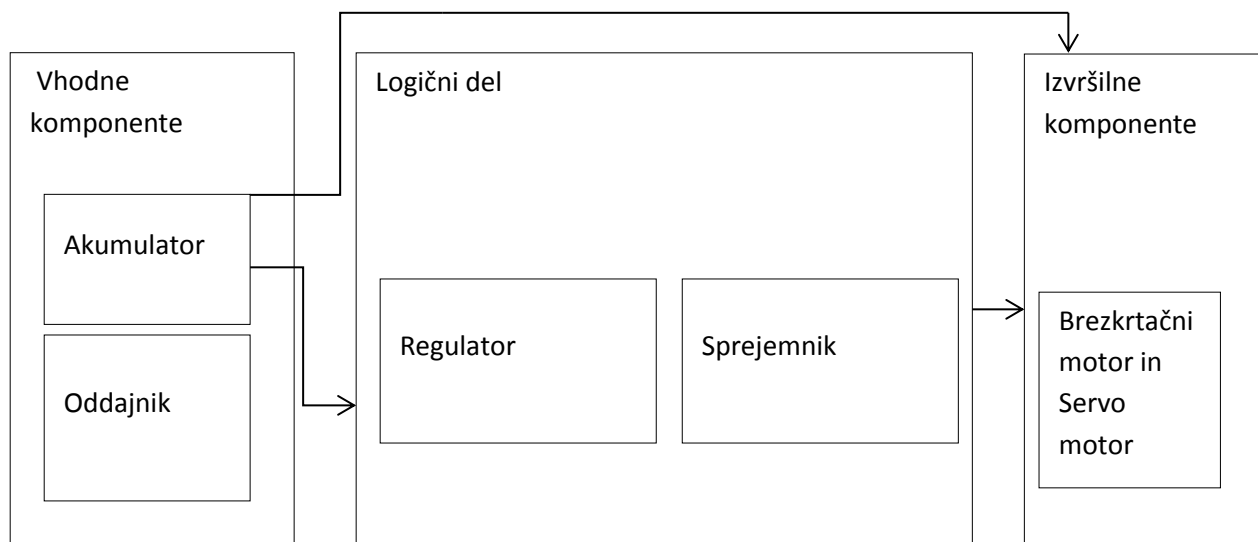 Vhodne
komponente
Akumulator
Oddajnik
Logični del
Regulator
Sprejemnik
Izvršilne
komponente
Brezkrtačni
motor in
Servo
motor